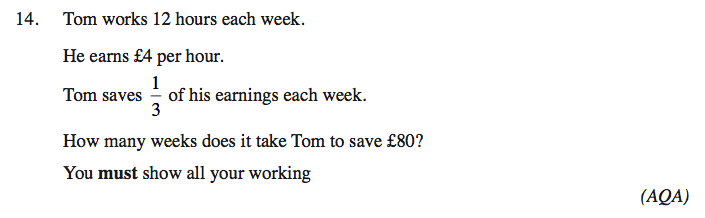 14. Tom works 12 hours each week.
He earns £4 per hour.
Tom saves 1/3 of his earnings each week.
How many weeks does it take Tom to save £80?
You must show all your working
(AQA)